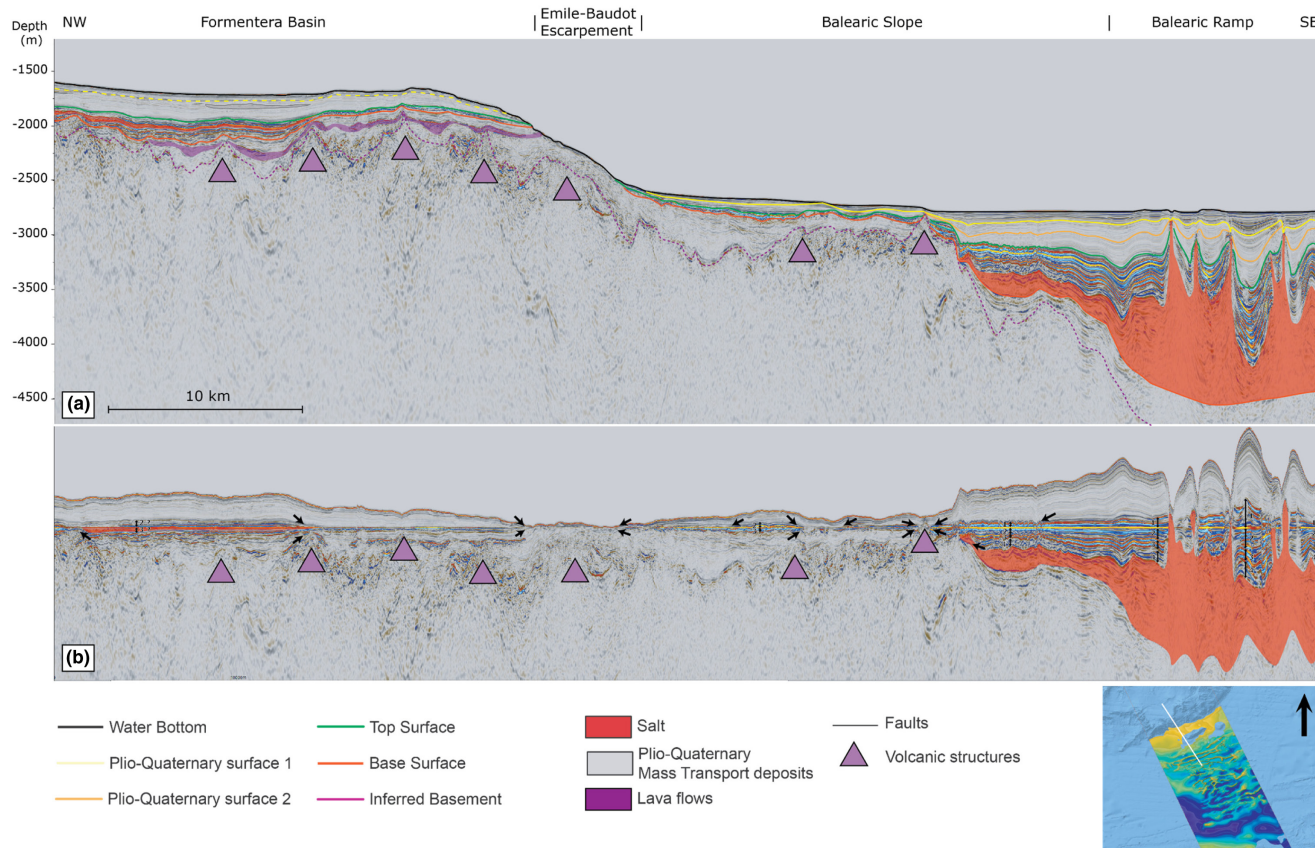 Depth
(m)
NW
Formentera Basin
Emile-Baudot
Escarpement
Balearic Slope
Balearic Ramp
SE
-1500
-2000
-2500
-3000
-3500
-4000
-4500
10 km
(a)
(b)
Water Bottom
Plio-Quaternary surface 1
Plio-Quaternary surface 2
Top Surface
Base Surface
Inferred Basement
Salt
Plio-Quaternary
Mass Transport deposits
Lava flows
Faults
Volcanic structures